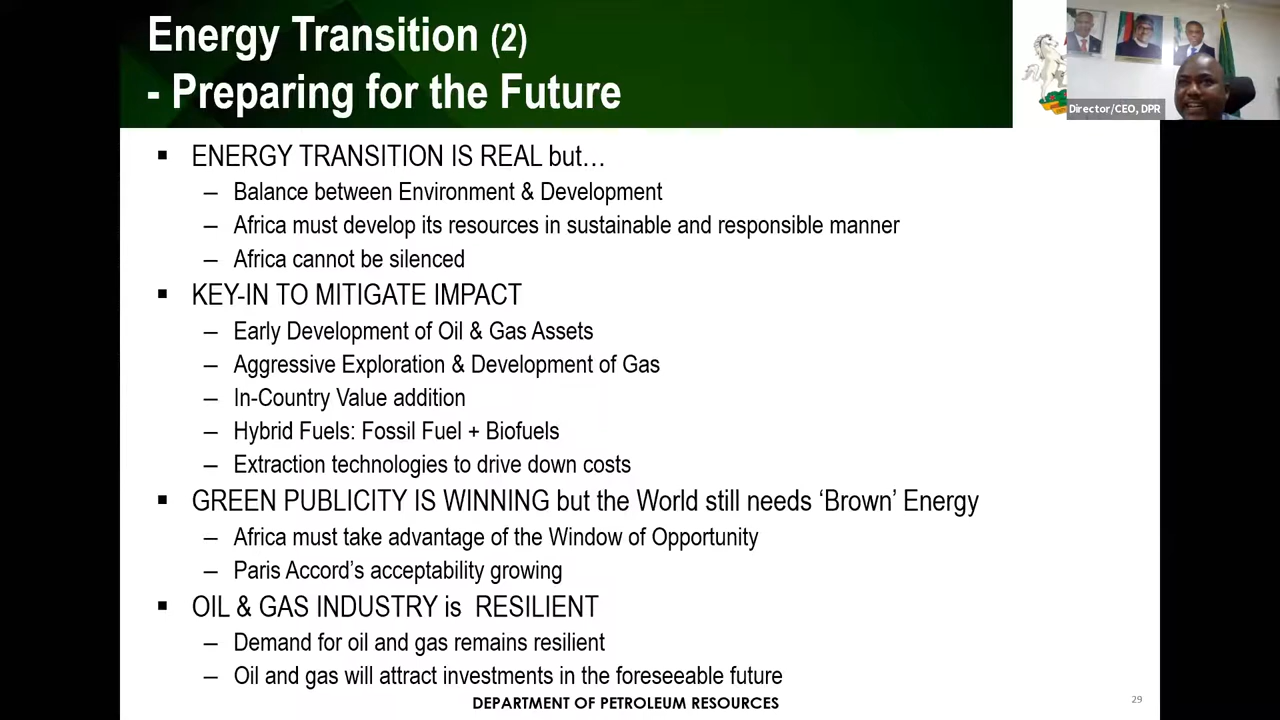 Energy Transition (2)
- Preparing for the Future
Director/CEO, DPR
▪ ENERGY TRANSITION IS REAL but…
– Balance between Environment & Development
– Africa must develop its resources in sustainable and responsible manner
– Africa cannot be silenced
▪ KEY-IN TO MITIGATE IMPACT
– Early Development of Oil & Gas Assets
– Aggressive Exploration & Development of Gas
– In-Country Value addition
– Hybrid Fuels: Fossil Fuel + Biofuels
– Extraction technologies to drive down costs
▪ GREEN PUBLICITY IS WINNING but the World still needs ‘Brown’ Energy
– Africa must take advantage of the Window of Opportunity
– Paris Accord’s acceptability growing
▪ OIL & GAS INDUSTRY is RESILIENT
– Demand for oil and gas remains resilient
– Oil and gas will attract investments in the foreseeable future
DEPARTMENT OF PETROLEUM RESOURCES
29